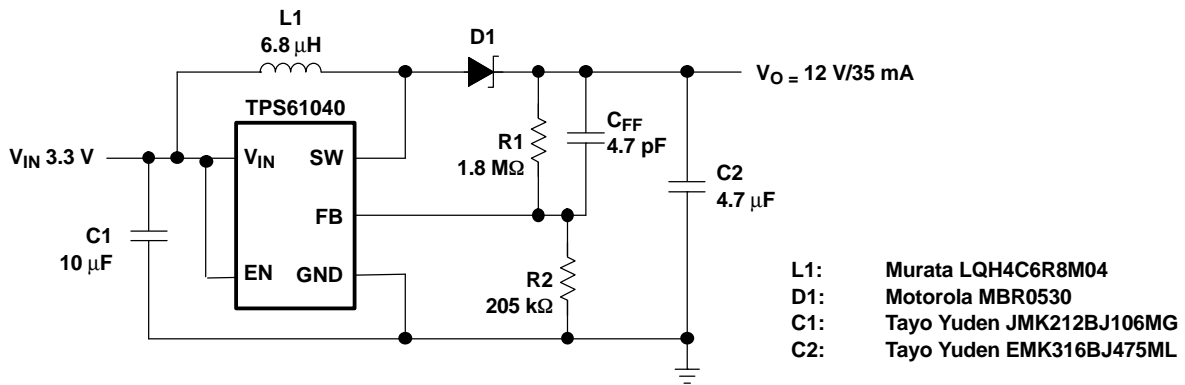 L1
6.8 μH
D1
V_O = 12 V/35 mA
TPS61040
V_IN 3.3 V
V_IN
SW
R1
1.8 MΩ
C_FF
4.7 pF
C2
4.7 μF
FB
C1
10 μF
EN
GND
R2
205 kΩ
L1: Murata LQH4C6R8M04
D1: Motorola MBR0530
C1: Tayo Yuden JMK212BJ106MG
C2: Tayo Yuden EMK316BJ475ML